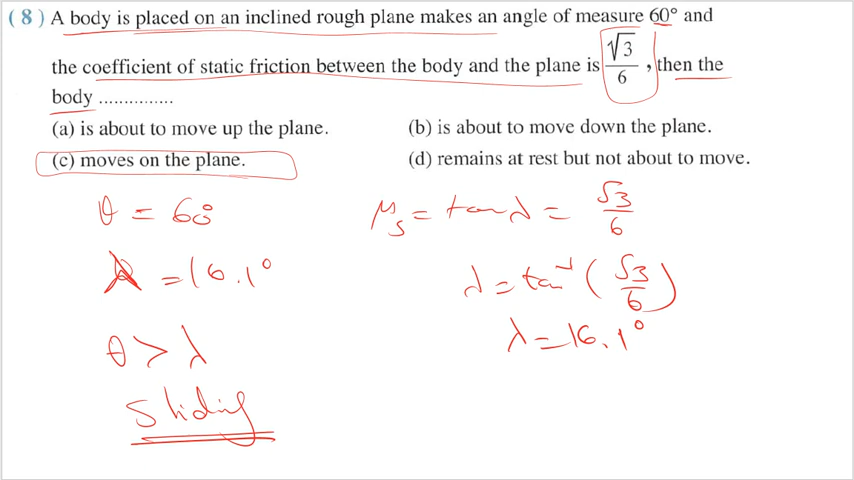 (8) A body is placed on an inclined rough plane makes an angle of measure 60° and
the coefficient of static friction between the body and the plane is √3/6 , then the
body ...............
(a) is about to move up the plane. (b) is about to move down the plane.
(c) moves on the plane. (d) remains at rest but not about to move.
θ = 60° μs = tan λ = √3/6
λ = 16.1° λ = tan⁻¹ (√3/6)
λ = 16.1°
θ > λ
Sliding